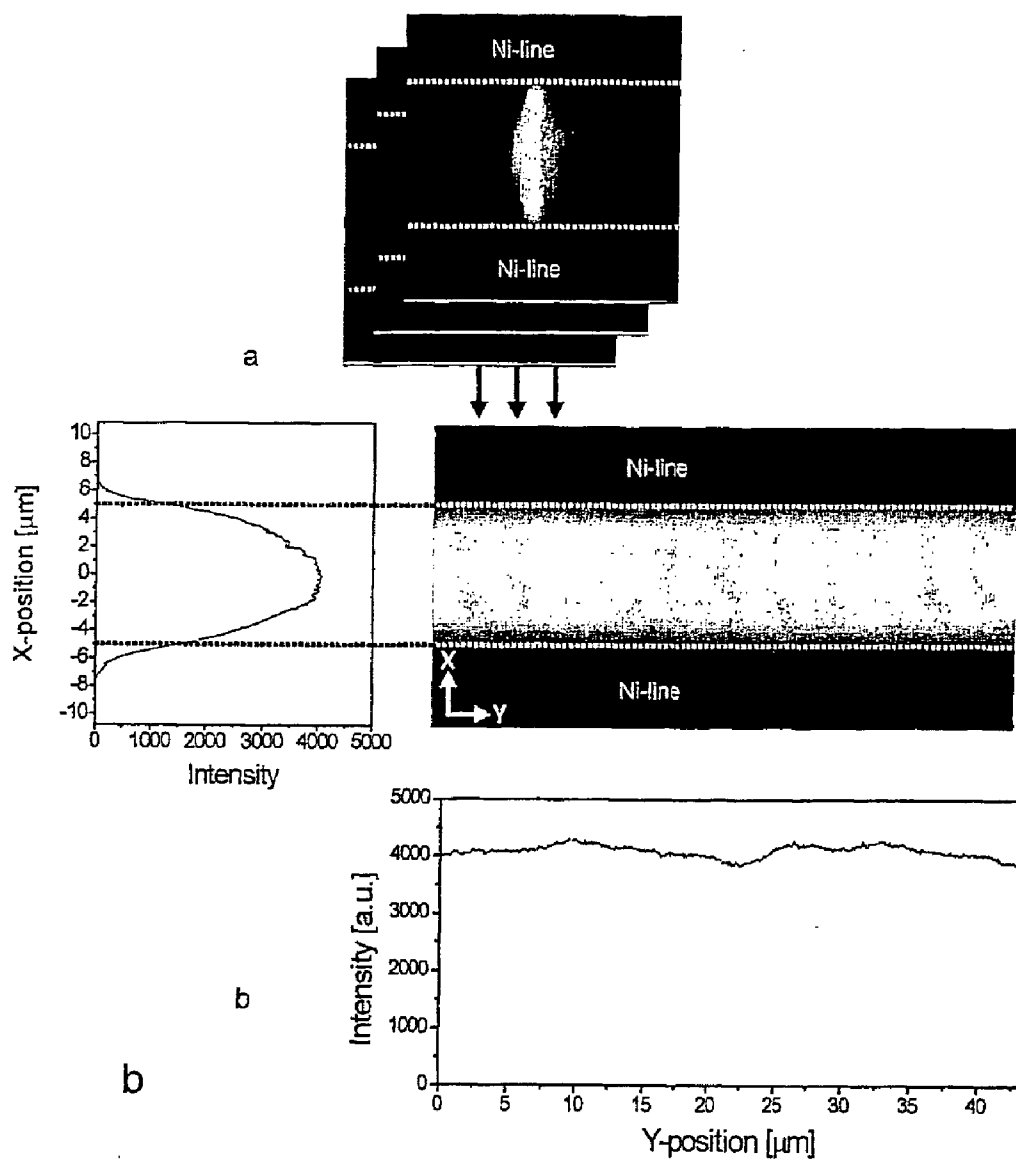 Ni-line
Ni-line
a
10
8
6
4
2
0
-2
-4
-6
-8
-10
X-position [μm]
0 1000 2000 3000 4000 5000
Intensity
Ni-line
Ni-line
X
Y
5000
4000
3000
2000
1000
0
Intensity [a.u.]
0 5 10 15 20 25 30 35 40
Y-position [μm]
b
b